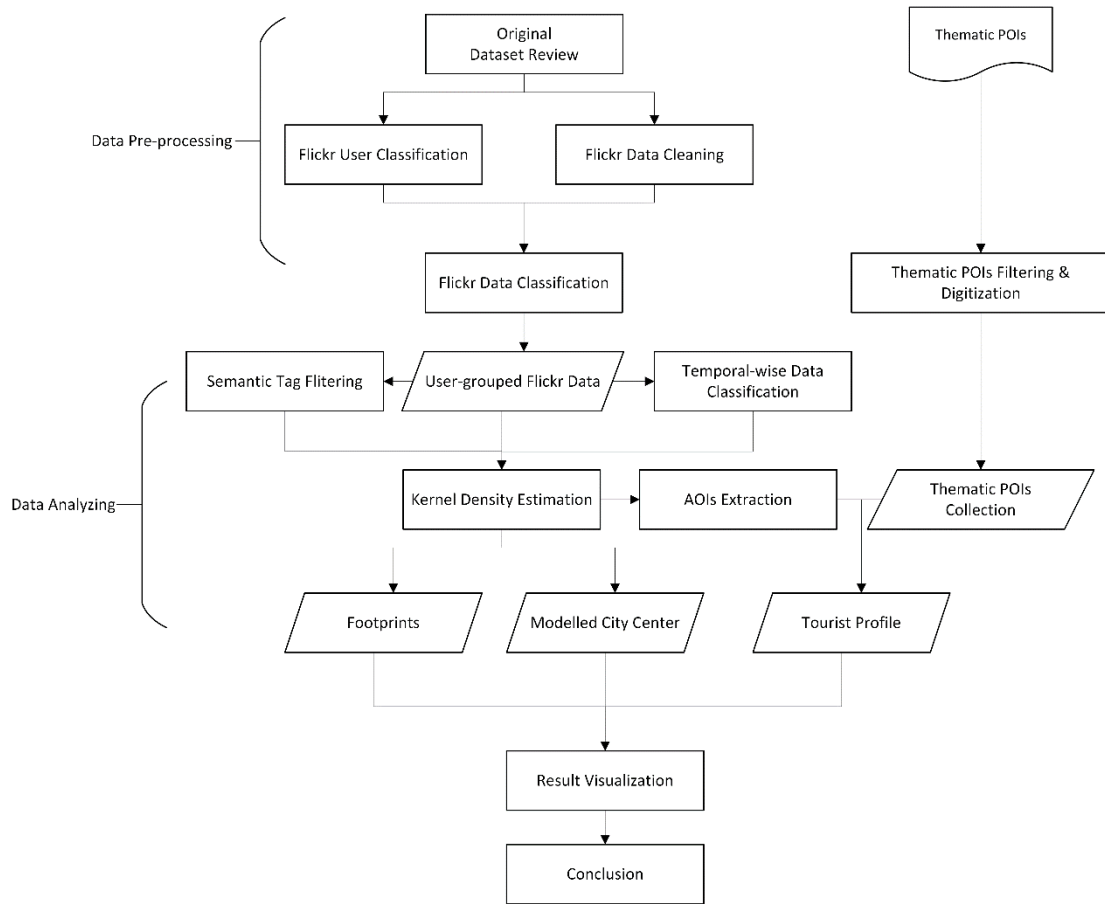 Original
Dataset Review
Thematic POIs
Data Pre-processing
Flickr User Classification
Flickr Data Cleaning
Flickr Data Classification
Thematic POIs Filtering &
Digitization
Semantic Tag Flitering
User-grouped Flickr Data
Temporal-wise Data
Classification
Data Analyzing
Kernel Density Estimation
AOIs Extraction
Thematic POIs
Collection
Footprints
Modelled City Center
Tourist Profile
Result Visualization
Conclusion